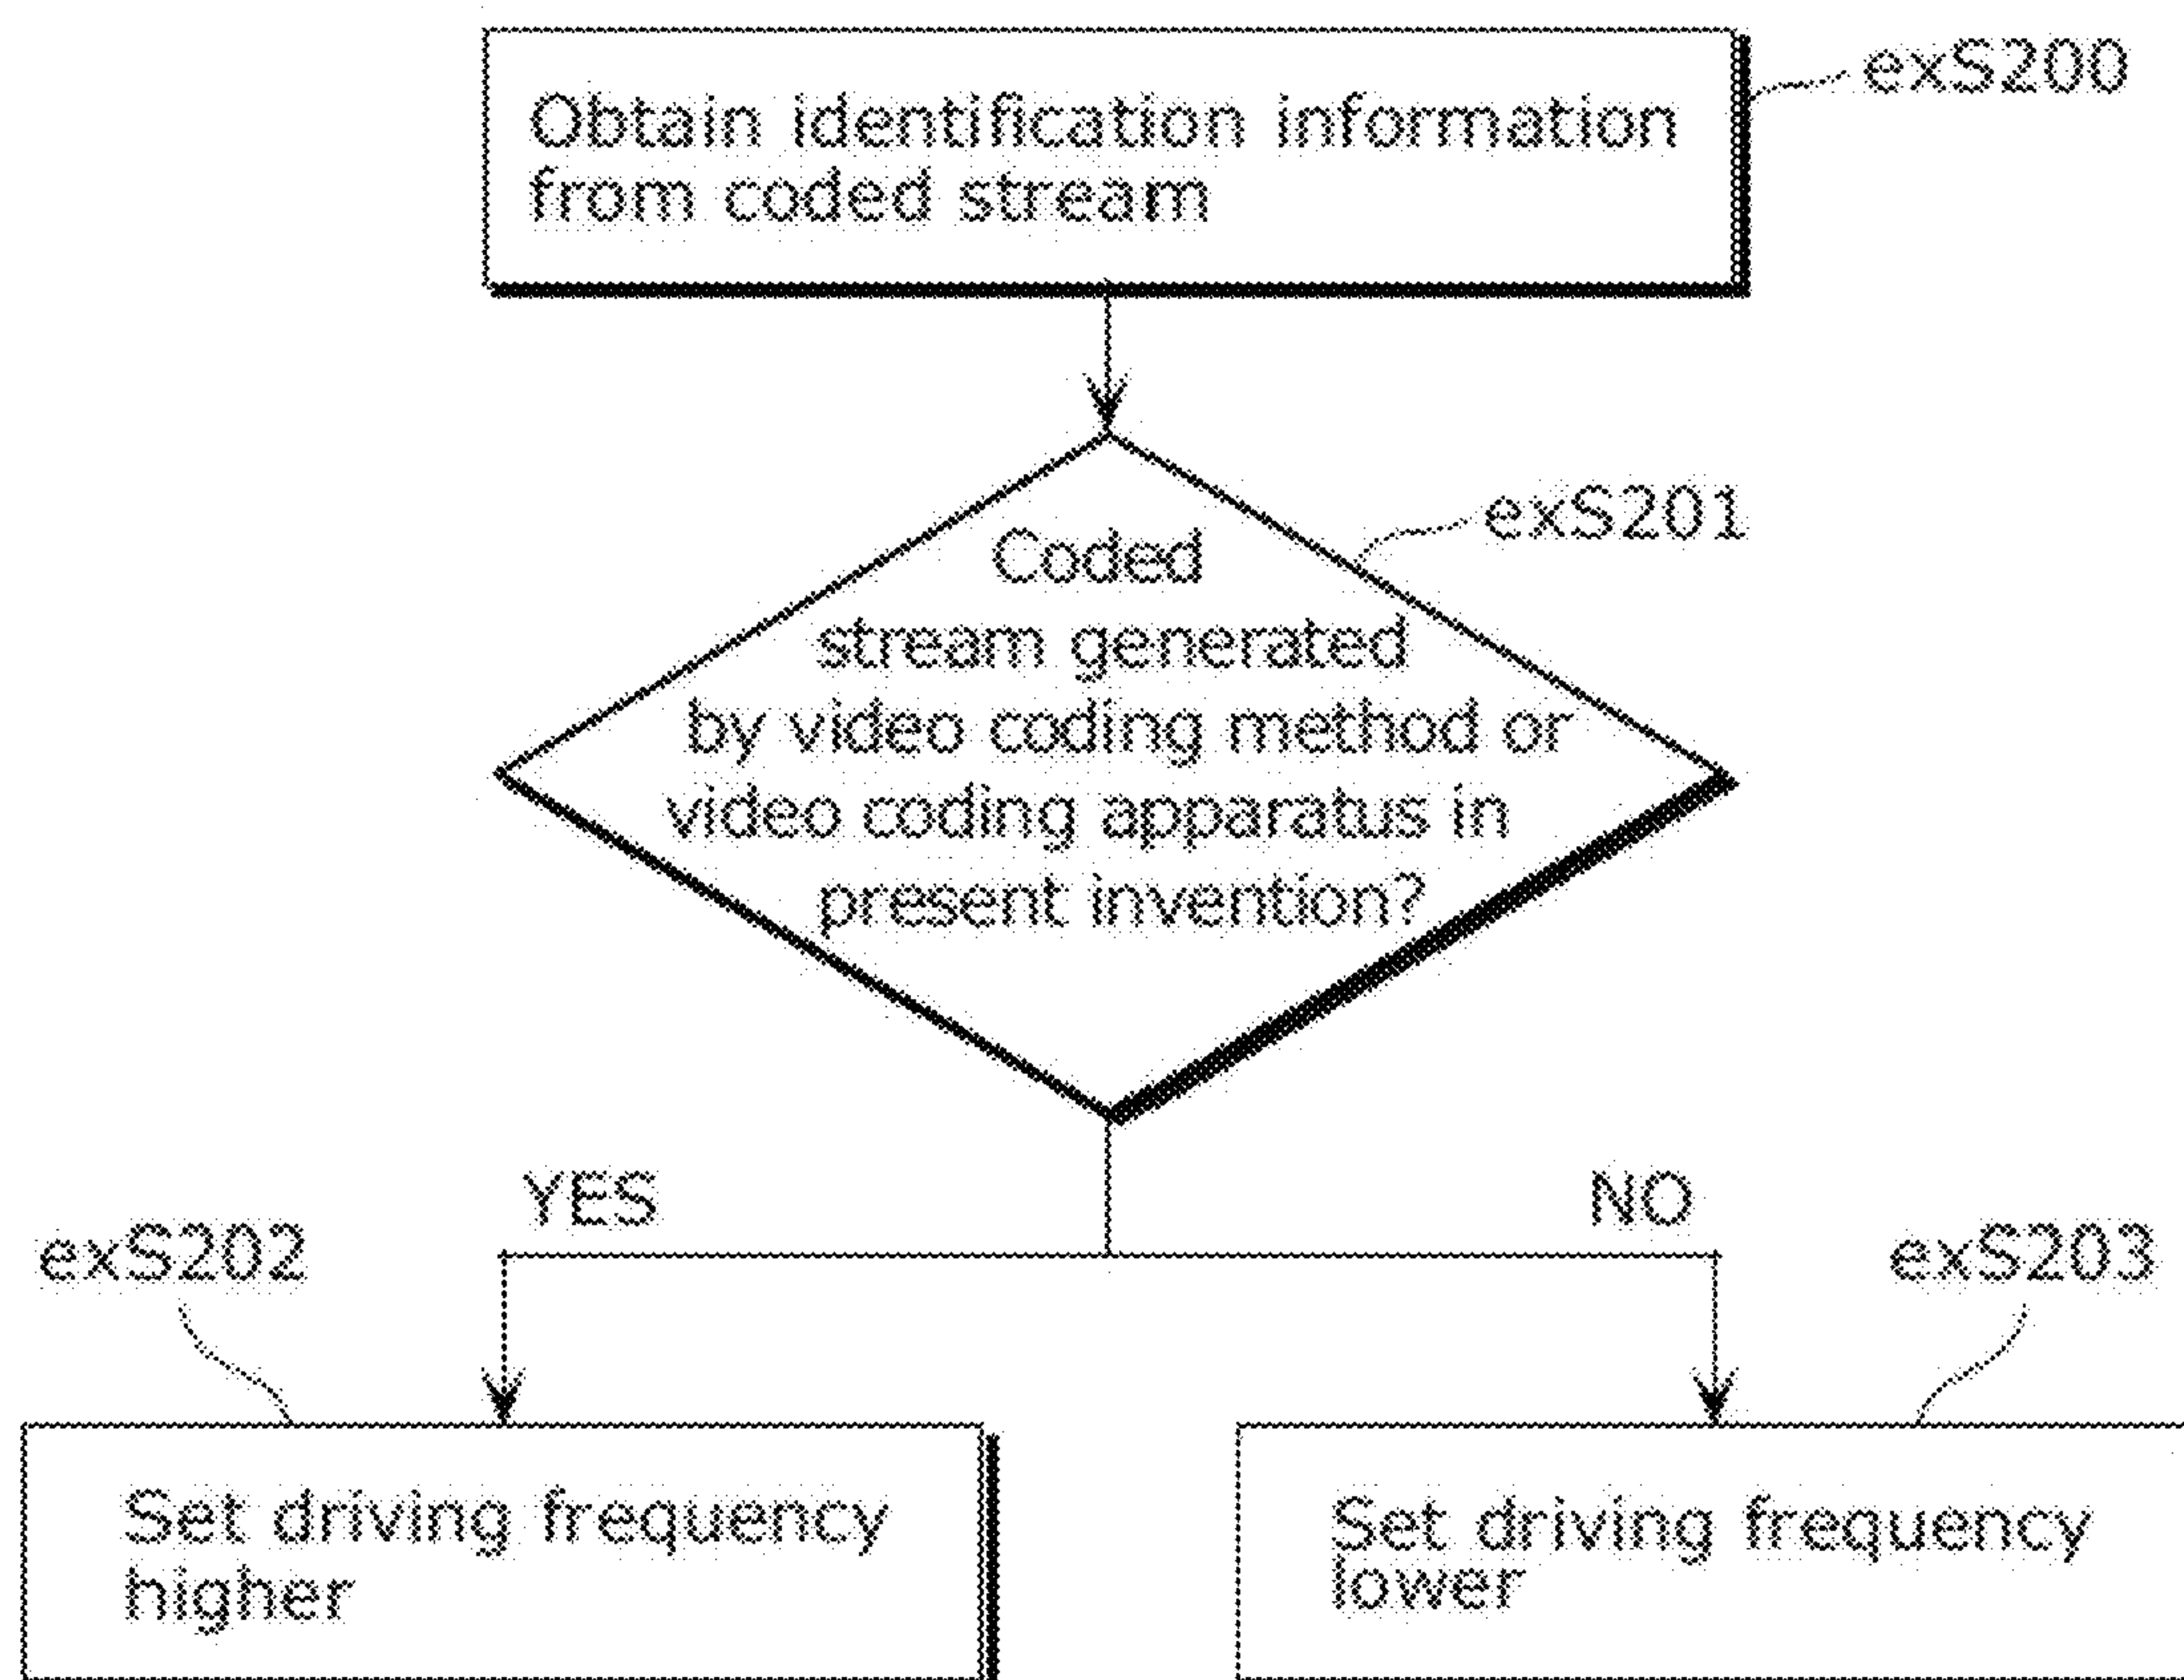 Obtain identification information
from coded stream
exS200
Coded
stream generated
by video coding method or
video coding apparatus in
present invention?
exS201
YES
NO
exS202
exS203
Set driving frequency
higher
Set driving frequency
lower